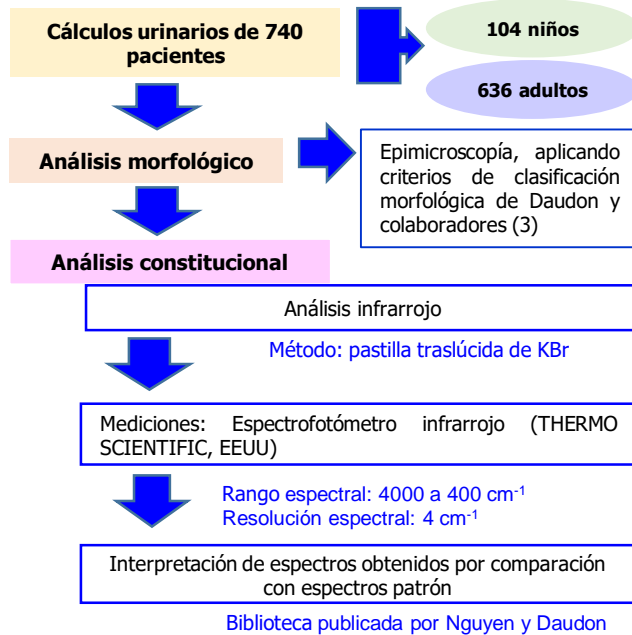 Cálculos urinarios de 740
pacientes
104 niños
636 adultos
Análisis morfológico
Epimicroscopía, aplicando
criterios de clasificación
morfológica de Daudon y
colaboradores (3)
Análisis constitucional
Análisis infrarrojo
Método: pastilla traslúcida de KBr
Mediciones: Espectrofotómetro infrarrojo (THERMO
SCIENTIFIC, EEUU)
Rango espectral: 4000 a 400 cm⁻¹
Resolución espectral: 4 cm⁻¹
Interpretación de espectros obtenidos por comparación
con espectros patrón
Biblioteca publicada por Nguyen y Daudon